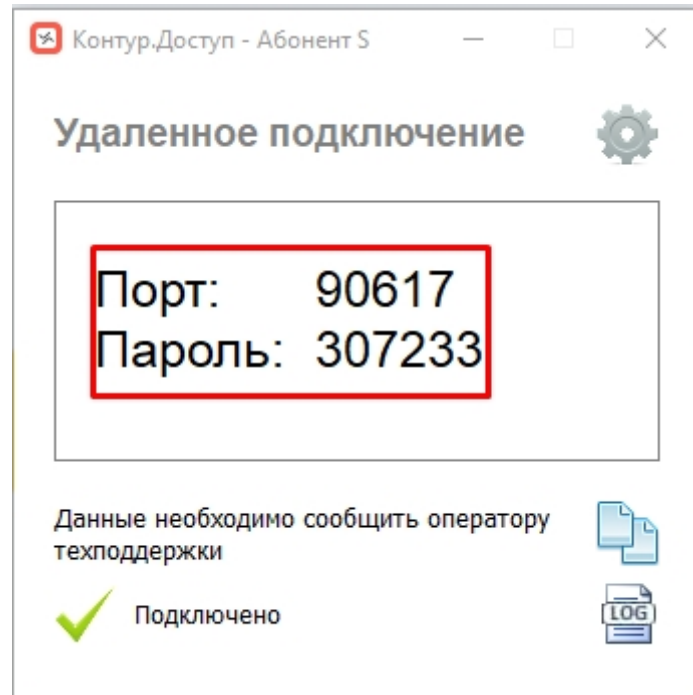 Контур.Доступ - Абонент S
Удаленное подключение
Порт: 90617
Пароль: 307233
Данные необходимо сообщить оператору
техподдержки
Подключено
LOG